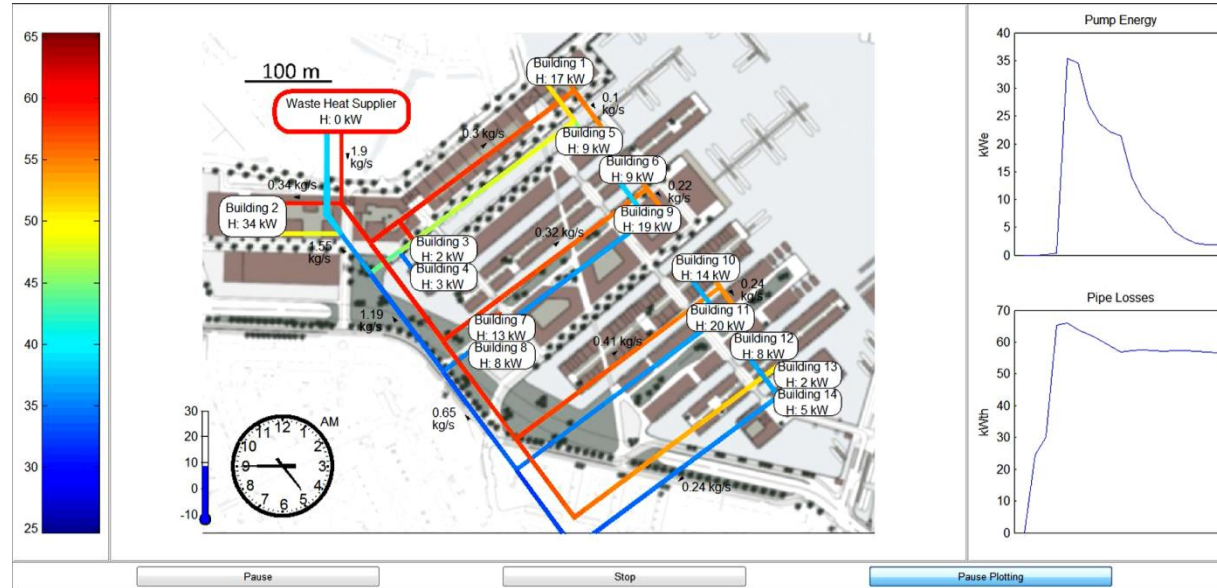 65
60
55
50
45
40
35
30
25
100 m
Waste Heat Supplier
H: 0 kW
1.9
kg/s
0.34 kg/s
Building 2
H: 34 kW
1.55
kg/s
Building 1
H: 17 kW
0.1
kg/s
0.3 kg/s
Building 5
H: 9 kW
Building 6
H: 9 kW
0.22
kg/s
Building 9
H: 19 kW
0.32 kg/s
Building 3
H: 2 kW
Building 4
H: 3 kW
Building 10
H: 14 kW
0.24
kg/s
Building 11
H: 20 kW
1.19
kg/s
Building 7
H: 13 kW
Building 8
H: 8 kW
0.41 kg/s
Building 12
H: 8 kW
Building 13
H: 2 kW
Building 14
H: 5 kW
0.65
kg/s
0.24 kg/s
30
20
10
0
-10
AM
12
1
2
3
4
5
6
7
8
9
10
11
Pump Energy
40
35
30
25
20
15
10
5
0
kWe
Pipe Losses
70
60
50
40
30
20
10
0
kWth
Pause
Stop
Pause Plotting